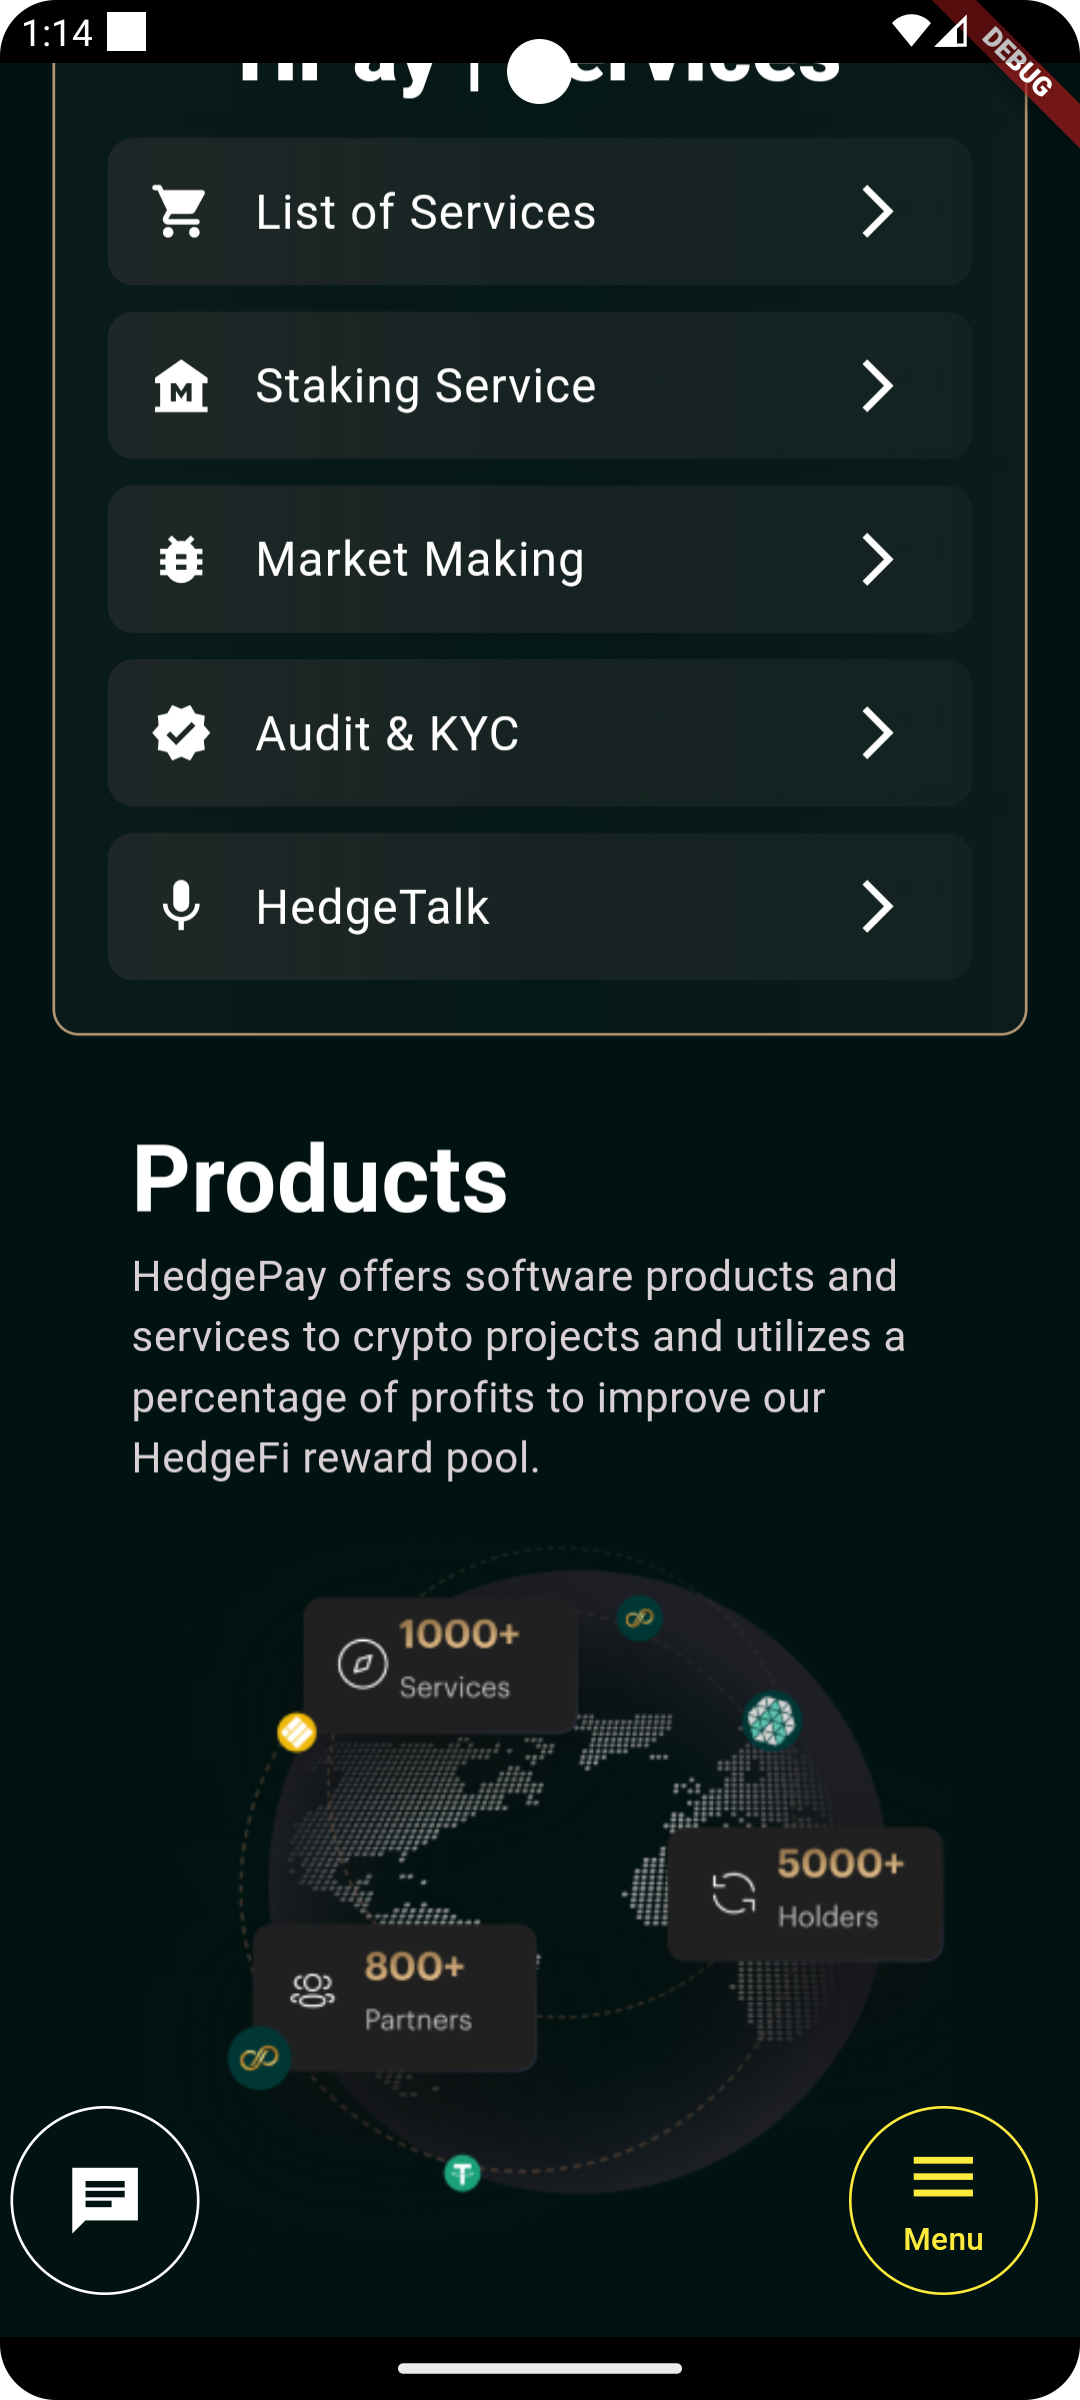 1:14
DEBUG
List of Services
Staking Service
Market Making
Audit & KYC
HedgeTalk
Products
HedgePay offers software products and
services to crypto projects and utilizes a
percentage of profits to improve our
HedgeFi reward pool.
1000+
Services
5000+
Holders
800+
Partners
Menu